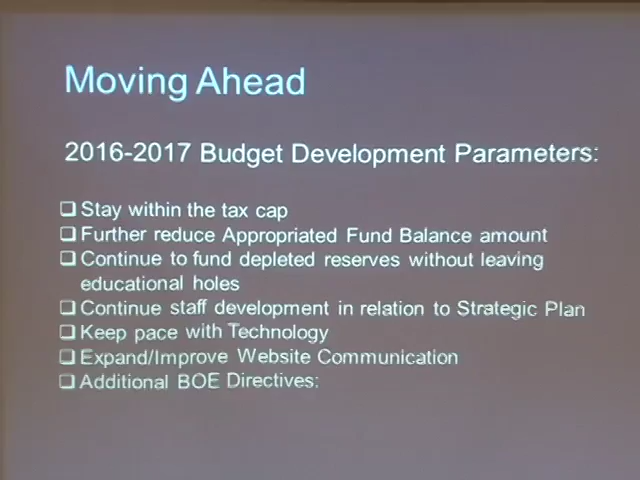 Moving Ahead
2016-2017 Budget Development Parameters:
❑ Stay within the tax cap
❑ Further reduce Appropriated Fund Balance amount
❑ Continue to fund depleted reserves without leaving
educational holes
❑ Continue staff development in relation to Strategic Plan
❑ Keep pace with Technology
❑ Expand/Improve Website Communication
❑ Additional BOE Directives: